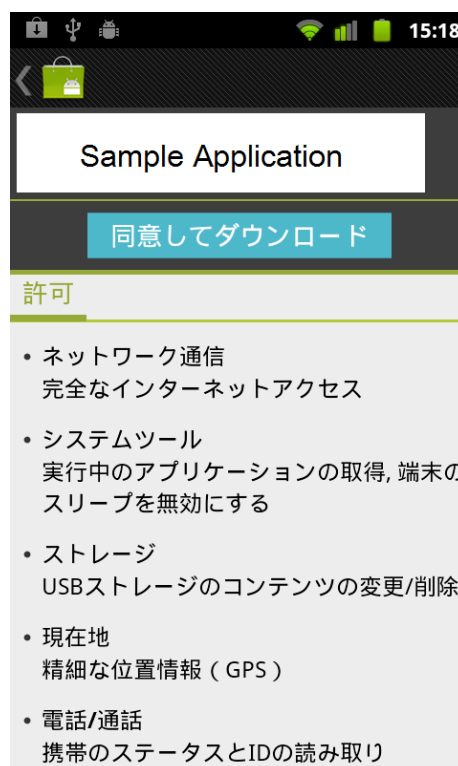 15:18
Sample Application
同意してダウンロード
許可
• ネットワーク通信
完全なインターネットアクセス
• システムツール
実行中のアプリケーションの取得, 端末の
スリープを無効にする
• ストレージ
USBストレージのコンテンツの変更/削除
• 現在地
精細な位置情報 ( GPS )
• 電話/通話
携帯のステータスとIDの読み取り